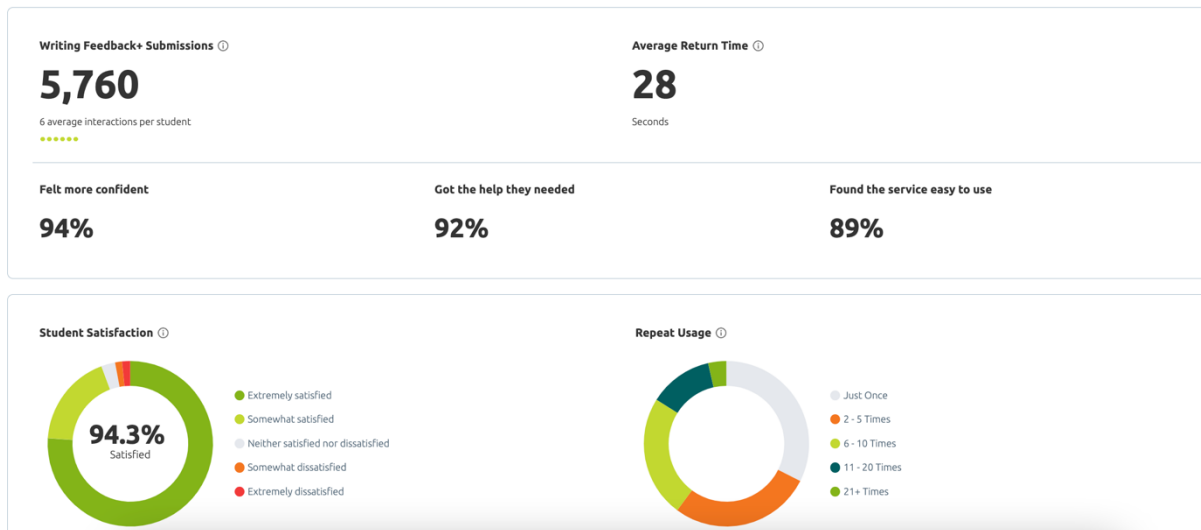 Writing Feedback+ Submissions
Average Return Time
5,760
28
6 average interactions per student
Seconds
Felt more confident
Got the help they needed
Found the service easy to use
94%
92%
89%
Student Satisfaction
94.3%
Satisfied
Extremely satisfied
Somewhat satisfied
Neither satisfied nor dissatisfied
Somewhat dissatisfied
Extremely dissatisfied
Repeat Usage
Just Once
2 - 5 Times
6 - 10 Times
11 - 20 Times
21+ Times